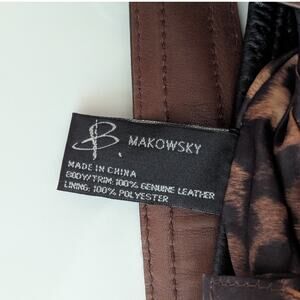 B. MAKOWSKY
MADE IN CHINA
BODY/TRIM: 100% GENUINE LEATHER
LINING: 100% POLYESTER